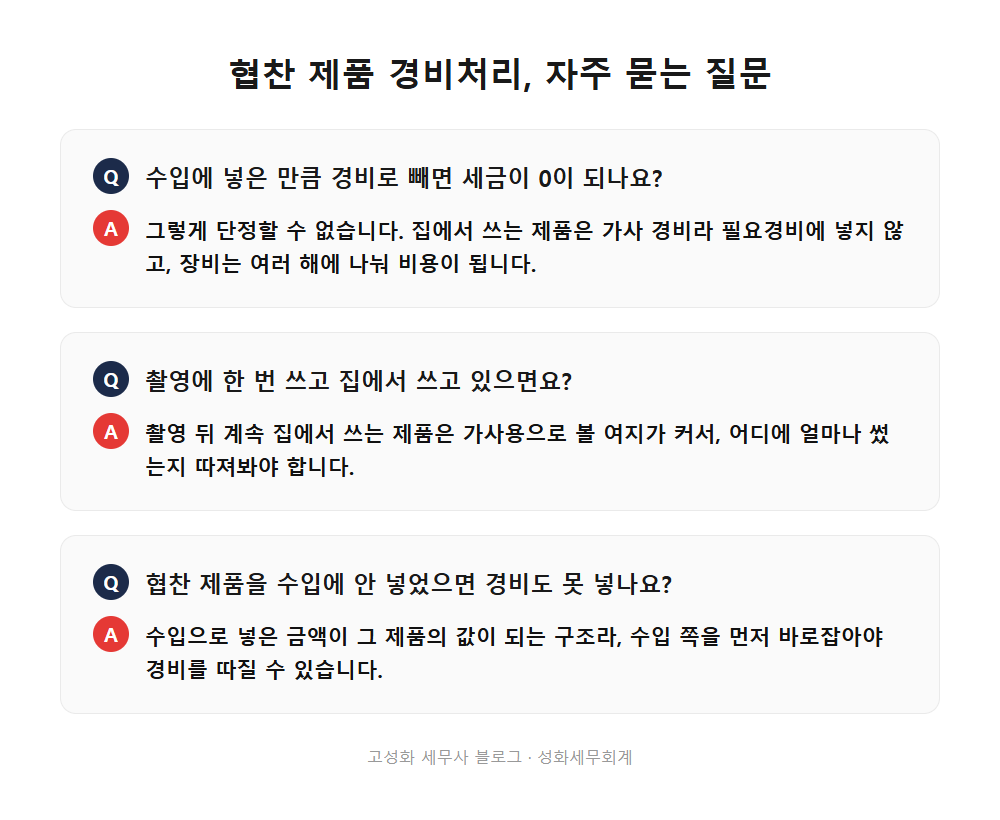 협찬 제품 경비처리, 자주 묻는 질문
Q 수입에 넣은 만큼 경비로 빼면 세금이 0이 되나요?
A 그렇게 단정할 수 없습니다. 집에서 쓰는 제품은 가사 경비라 필요경비에 넣지 않
고, 장비는 여러 해에 나눠 비용이 됩니다.
Q 촬영에 한 번 쓰고 집에서 쓰고 있으면요?
A 촬영 뒤 계속 집에서 쓰는 제품은 가사용으로 볼 여지가 커서, 어디에 얼마나 썼
는지 따져봐야 합니다.
Q 협찬 제품을 수입에 안 넣었으면 경비도 못 넣나요?
A 수입으로 넣은 금액이 그 제품의 값이 되는 구조라, 수입 쪽을 먼저 바로잡아야
경비를 따질 수 있습니다.
고성화 세무사 블로그 · 성화세무회계